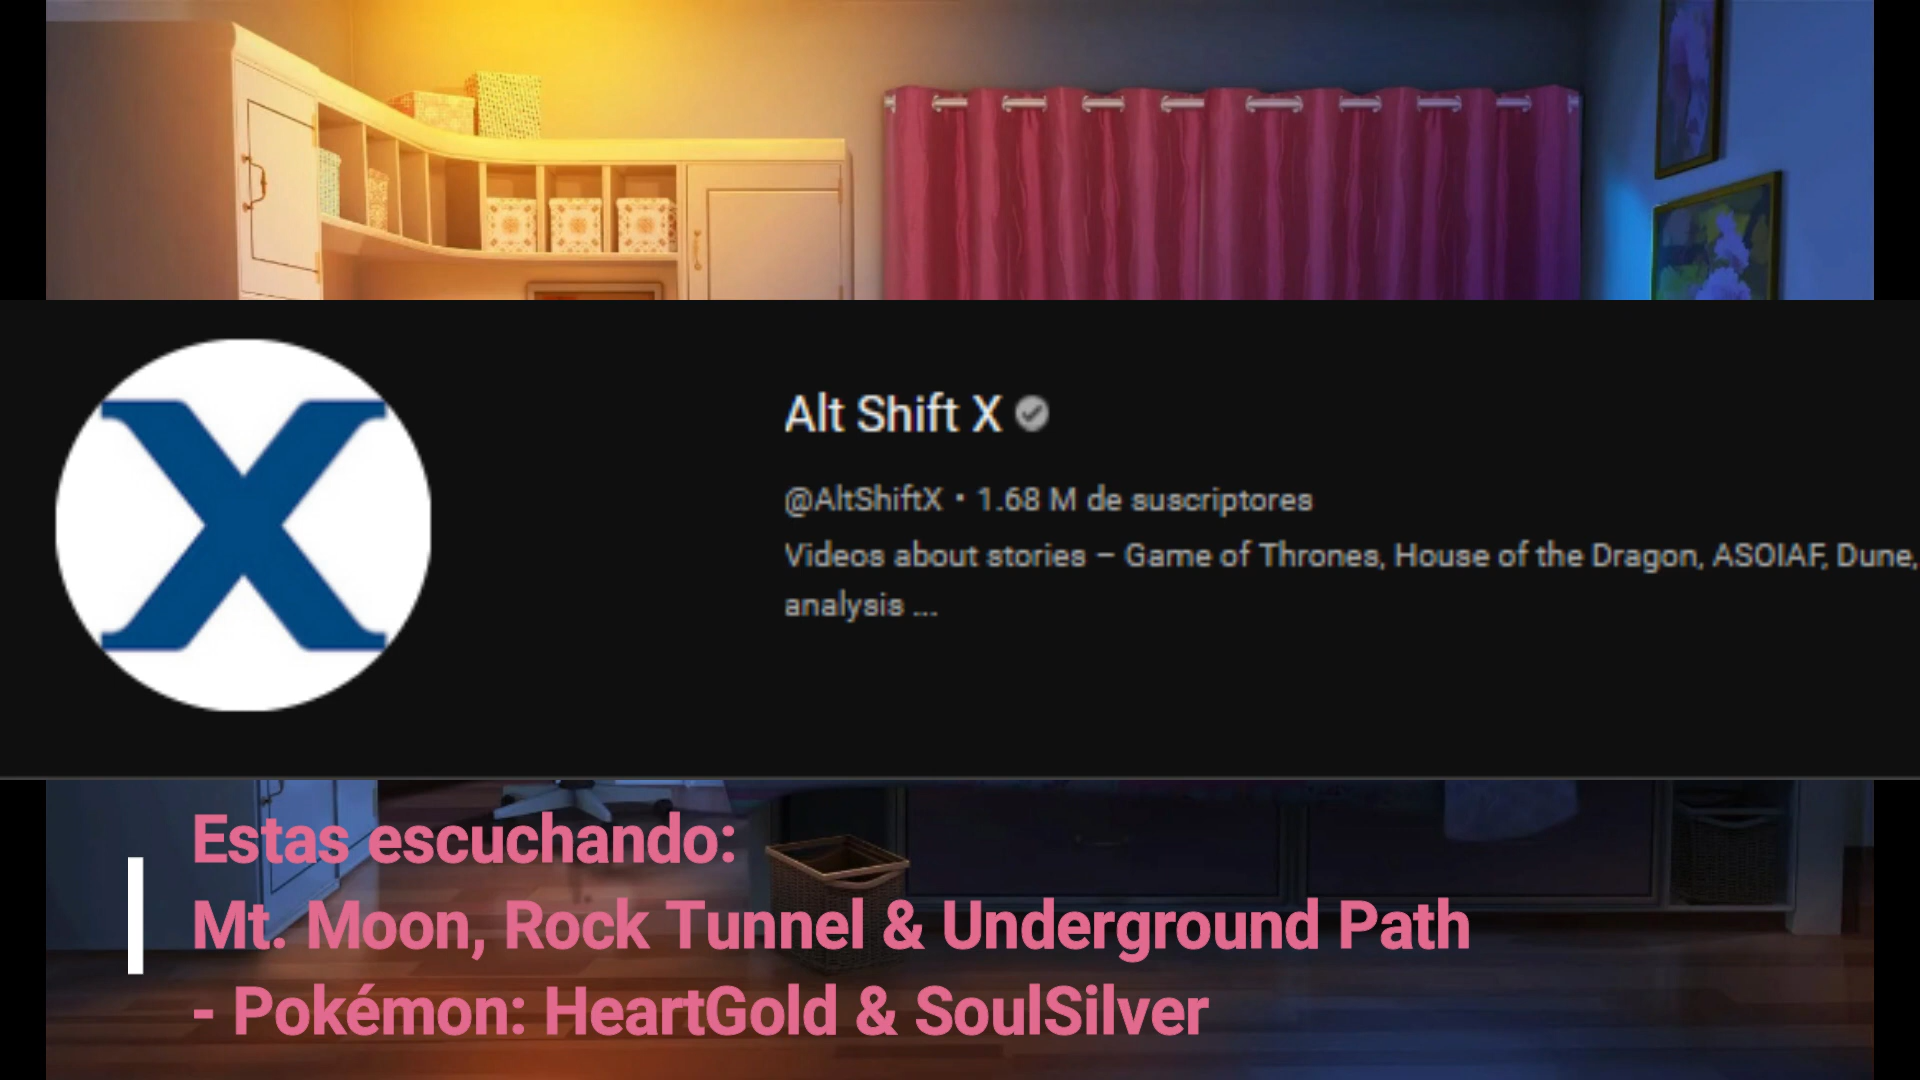 X
Alt Shift X
@AltShiftX • 1.68 M de suscriptores
Videos about stories – Game of Thrones, House of the Dragon, ASOIAF, Dune,
analysis ...
Estas escuchando:
Mt. Moon, Rock Tunnel & Underground Path
- Pokémon: HeartGold & SoulSilver